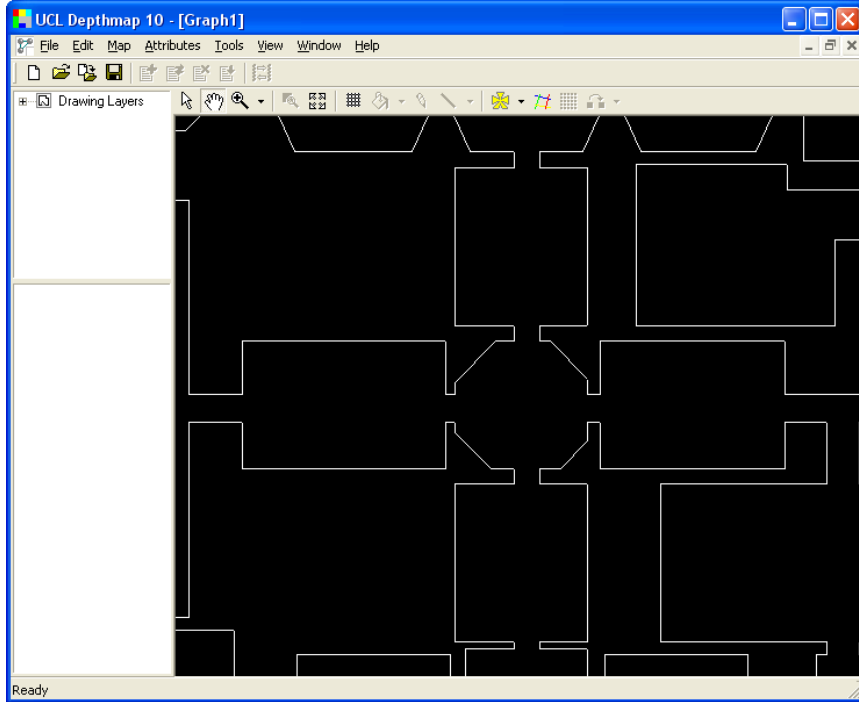 UCL Depthmap 10 - [Graph1]
File Edit Map Attributes Tools View Window Help
Drawing Layers
Ready